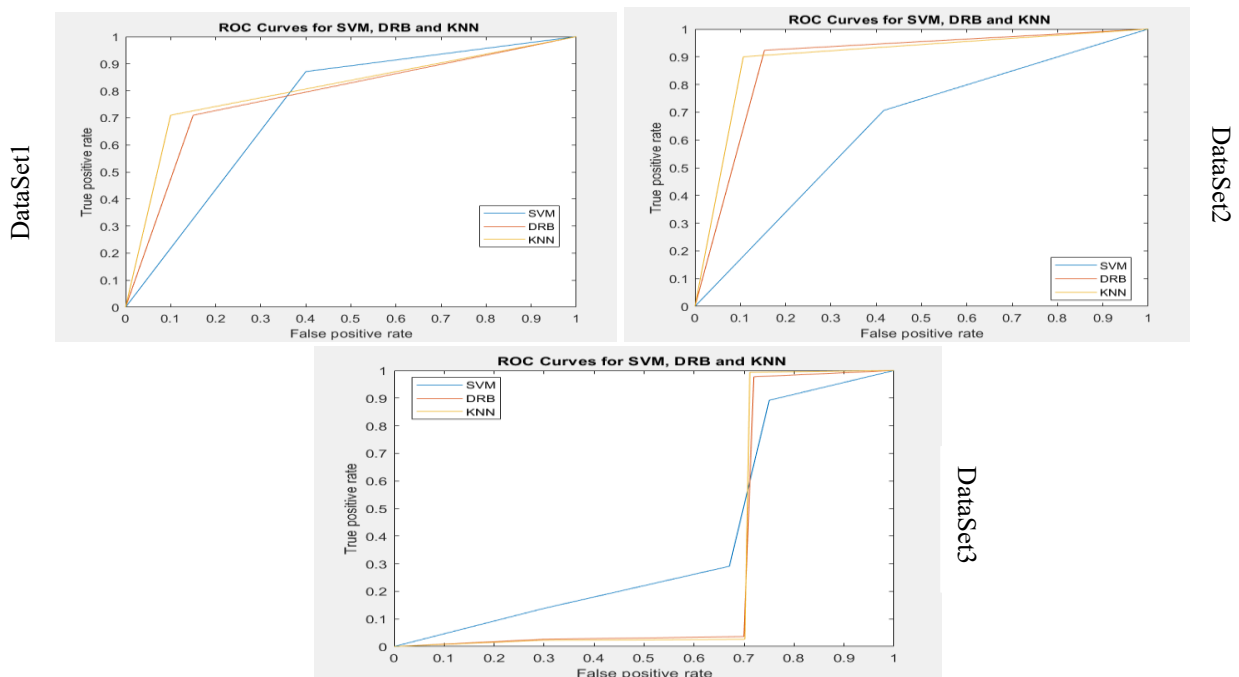 DataSet1
ROC Curves for SVM, DRB and KNN
True positive rate
1
0.9
0.8
0.7
0.6
0.5
0.4
0.3
0.2
0.1
0
SVM
DRB
KNN
0 0.1 0.2 0.3 0.4 0.5 0.6 0.7 0.8 0.9 1
False positive rate
ROC Curves for SVM, DRB and KNN
True positive rate
1
0.9
0.8
0.7
0.6
0.5
0.4
0.3
0.2
0.1
0
SVM
DRB
KNN
0 0.1 0.2 0.3 0.4 0.5 0.6 0.7 0.8 0.9 1
False positive rate
DataSet2
ROC Curves for SVM, DRB and KNN
True positive rate
1
0.9
0.8
0.7
0.6
0.5
0.4
0.3
0.2
0.1
0
SVM
DRB
KNN
0 0.1 0.2 0.3 0.4 0.5 0.6 0.7 0.8 0.9 1
False positive rate
DataSet3